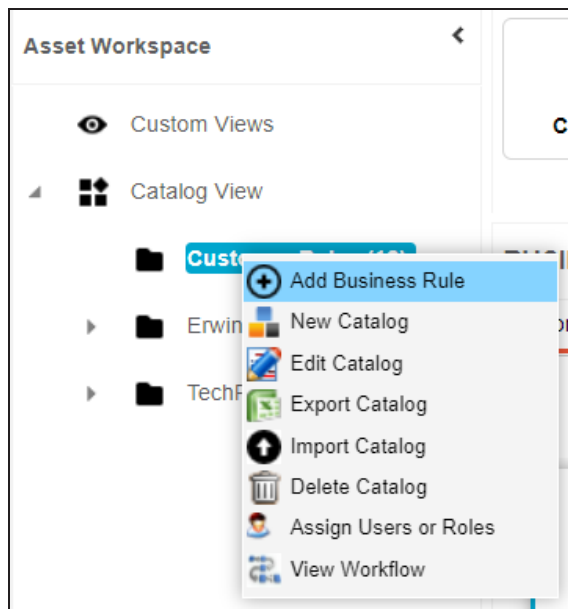 Asset Workspace
Custom Views
Catalog View
Add Business Rule
New Catalog
Erwin
Edit Catalog
Export Catalog
Import Catalog
Delete Catalog
Assign Users or Roles
View Workflow